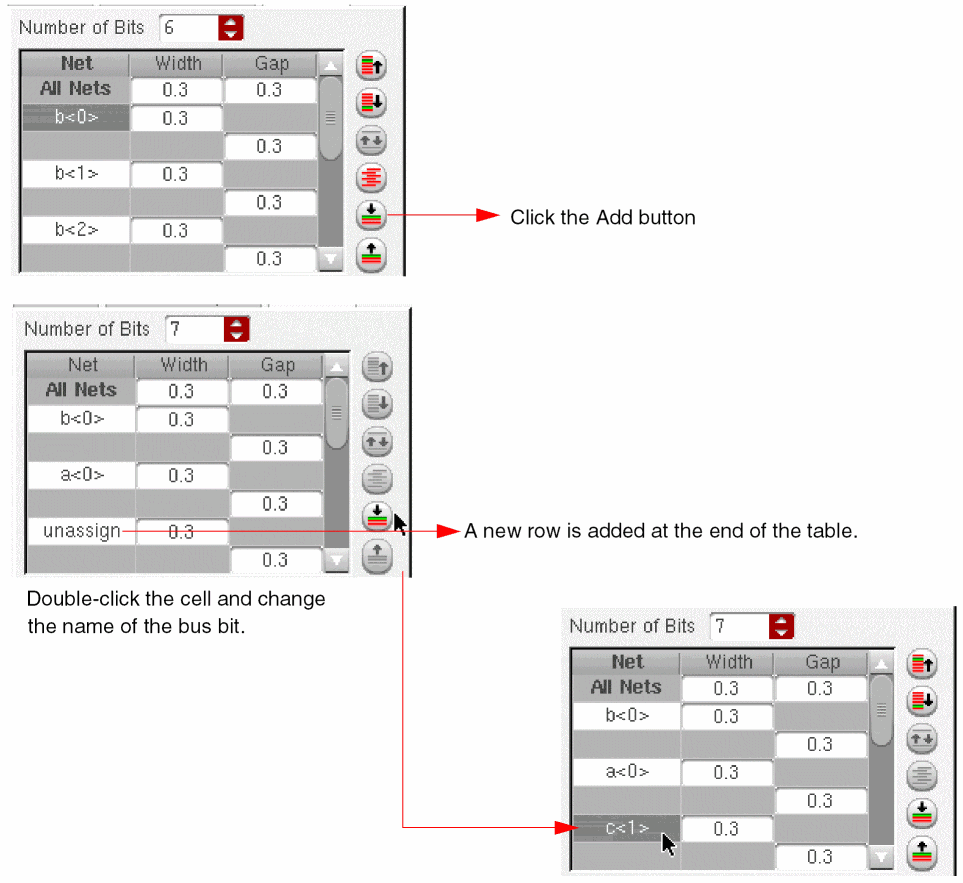 Number of Bits 6
Net Width Gap
All Nets 0.3 0.3
b<0> 0.3
0.3
b<1> 0.3
0.3
b<2> 0.3
0.3
Click the Add button
Number of Bits 7
Net Width Gap
All Nets 0.3 0.3
b<0> 0.3
0.3
a<0> 0.3
0.3
unassign 0.3
0.3
A new row is added at the end of the table.
Double-click the cell and change
the name of the bus bit.
Number of Bits 7
Net Width Gap
All Nets 0.3 0.3
b<0> 0.3
0.3
a<0> 0.3
0.3
c<1> 0.3
0.3